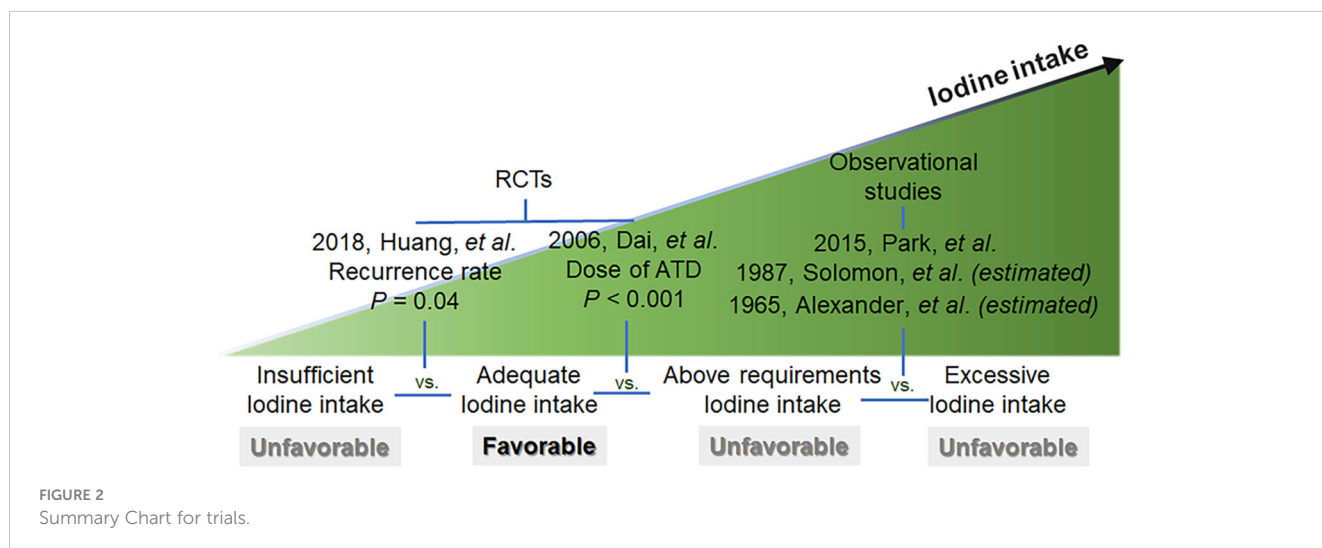 Iodine intake
RCTs
Observational
studies
2018, Huang, et al.
Recurrence rate
P = 0.04
2006, Dai, et al.
Dose of ATD
P < 0.001
2015, Park, et al.
1987, Solomon, et al. (estimated)
1965, Alexander, et al. (estimated)
Insufficient
Iodine intake
vs.
Adequate
Iodine intake
vs.
Above requirements
Iodine intake
vs.
Excessive
Iodine intake
Unfavorable
Favorable
Unfavorable
Unfavorable
FIGURE 2
Summary Chart for trials.